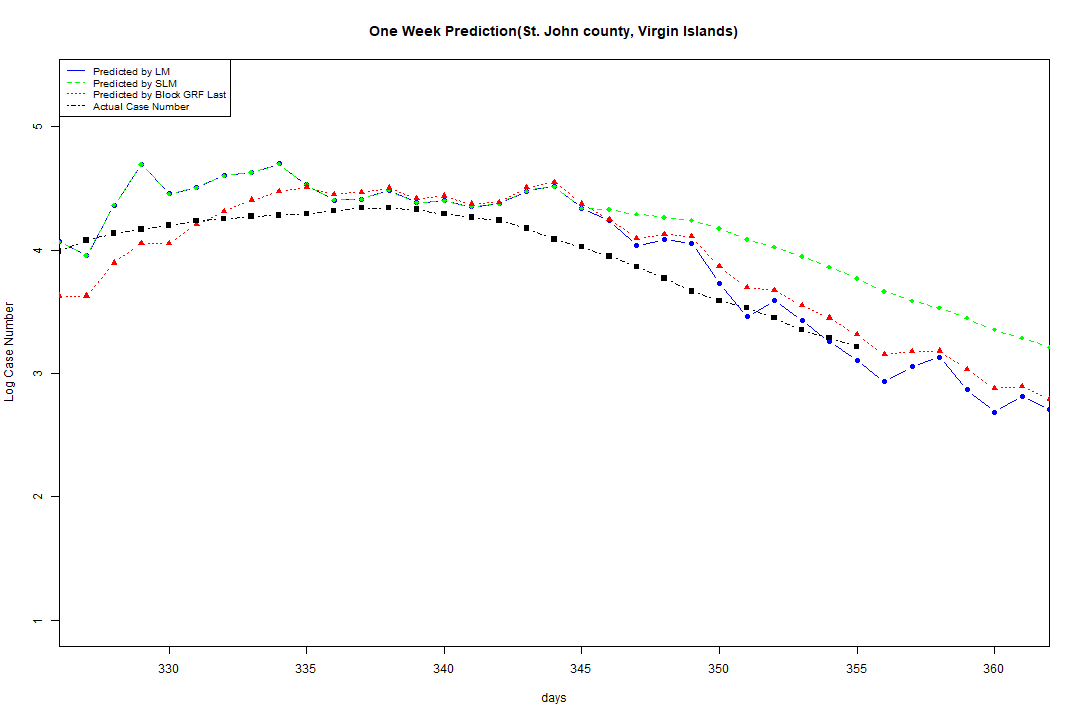 One Week Prediction(St. John county, Virgin Islands)
Predicted by LM
Predicted by SLM
Predicted by Block GRF Last
Actual Case Number
5
4
3
2
1
Log Case Number
330 335 340 345 350 355 360
days